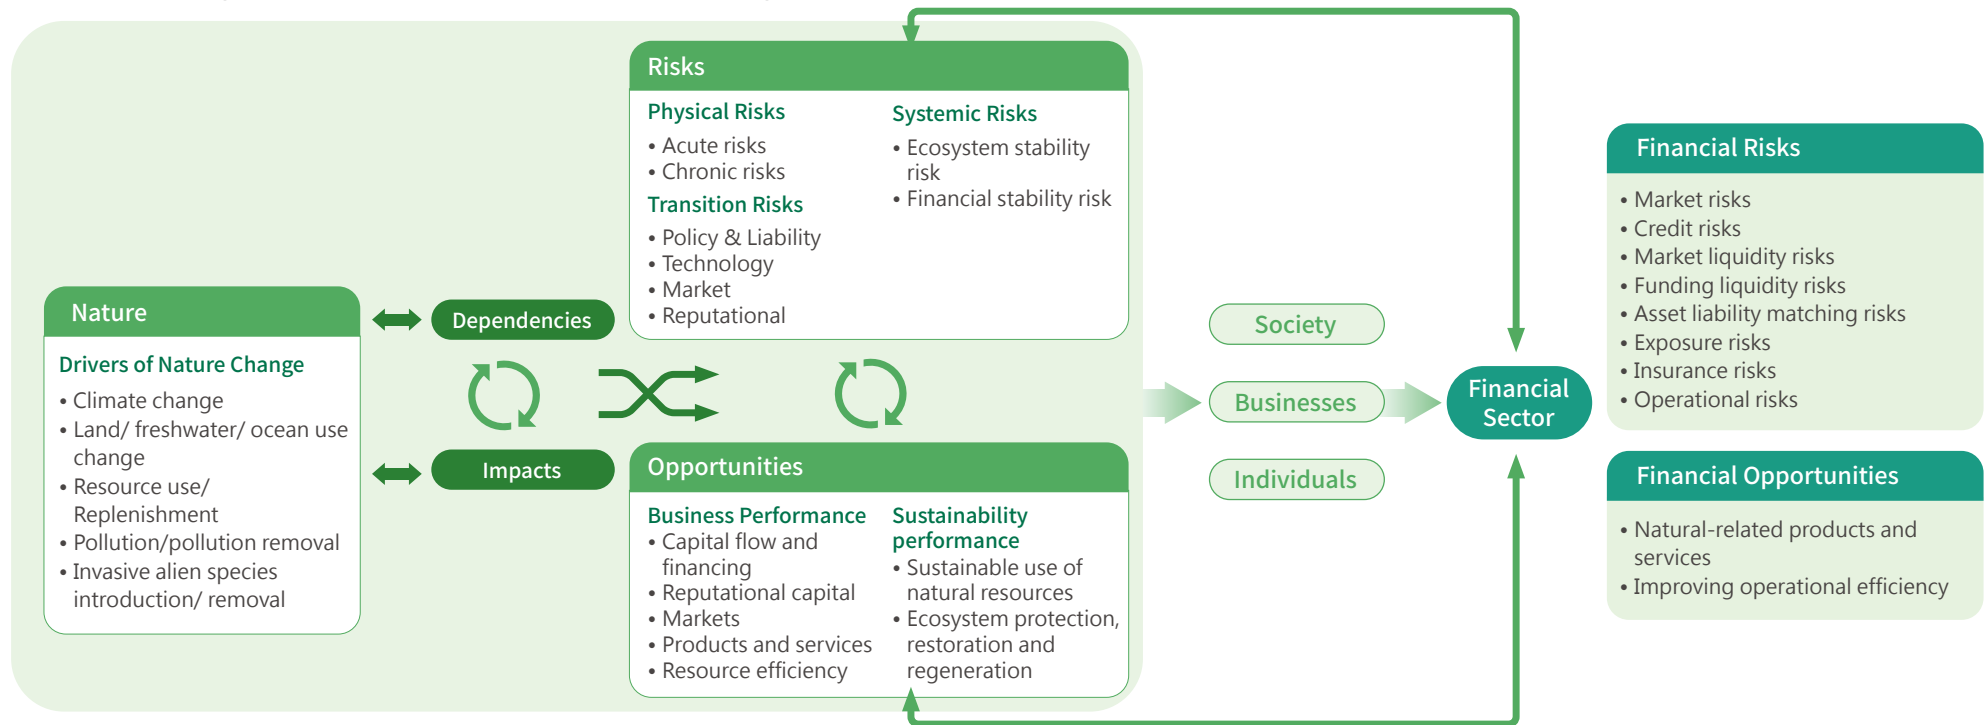 Nature
Drivers of Nature Change
• Climate change
• Land/ freshwater/ ocean use
change
• Resource use/
Replenishment
• Pollution/pollution removal
• Invasive alien species
introduction/ removal
Dependencies
Impacts
Risks
Physical Risks
• Acute risks
• Chronic risks
Transition Risks
• Policy & Liability
• Technology
• Market
• Reputational
Systemic Risks
• Ecosystem stability
risk
• Financial stability risk
Opportunities
Business Performance
• Capital flow and
financing
• Reputational capital
• Markets
• Products and services
• Resource efficiency
Sustainability
performance
• Sustainable use of
natural resources
• Ecosystem protection,
restoration and
regeneration
Society
Businesses
Individuals
Financial
Sector
Financial Risks
• Market risks
• Credit risks
• Market liquidity risks
• Funding liquidity risks
• Asset liability matching risks
• Exposure risks
• Insurance risks
• Operational risks
Financial Opportunities
• Natural-related products and
services
• Improving operational efficiency